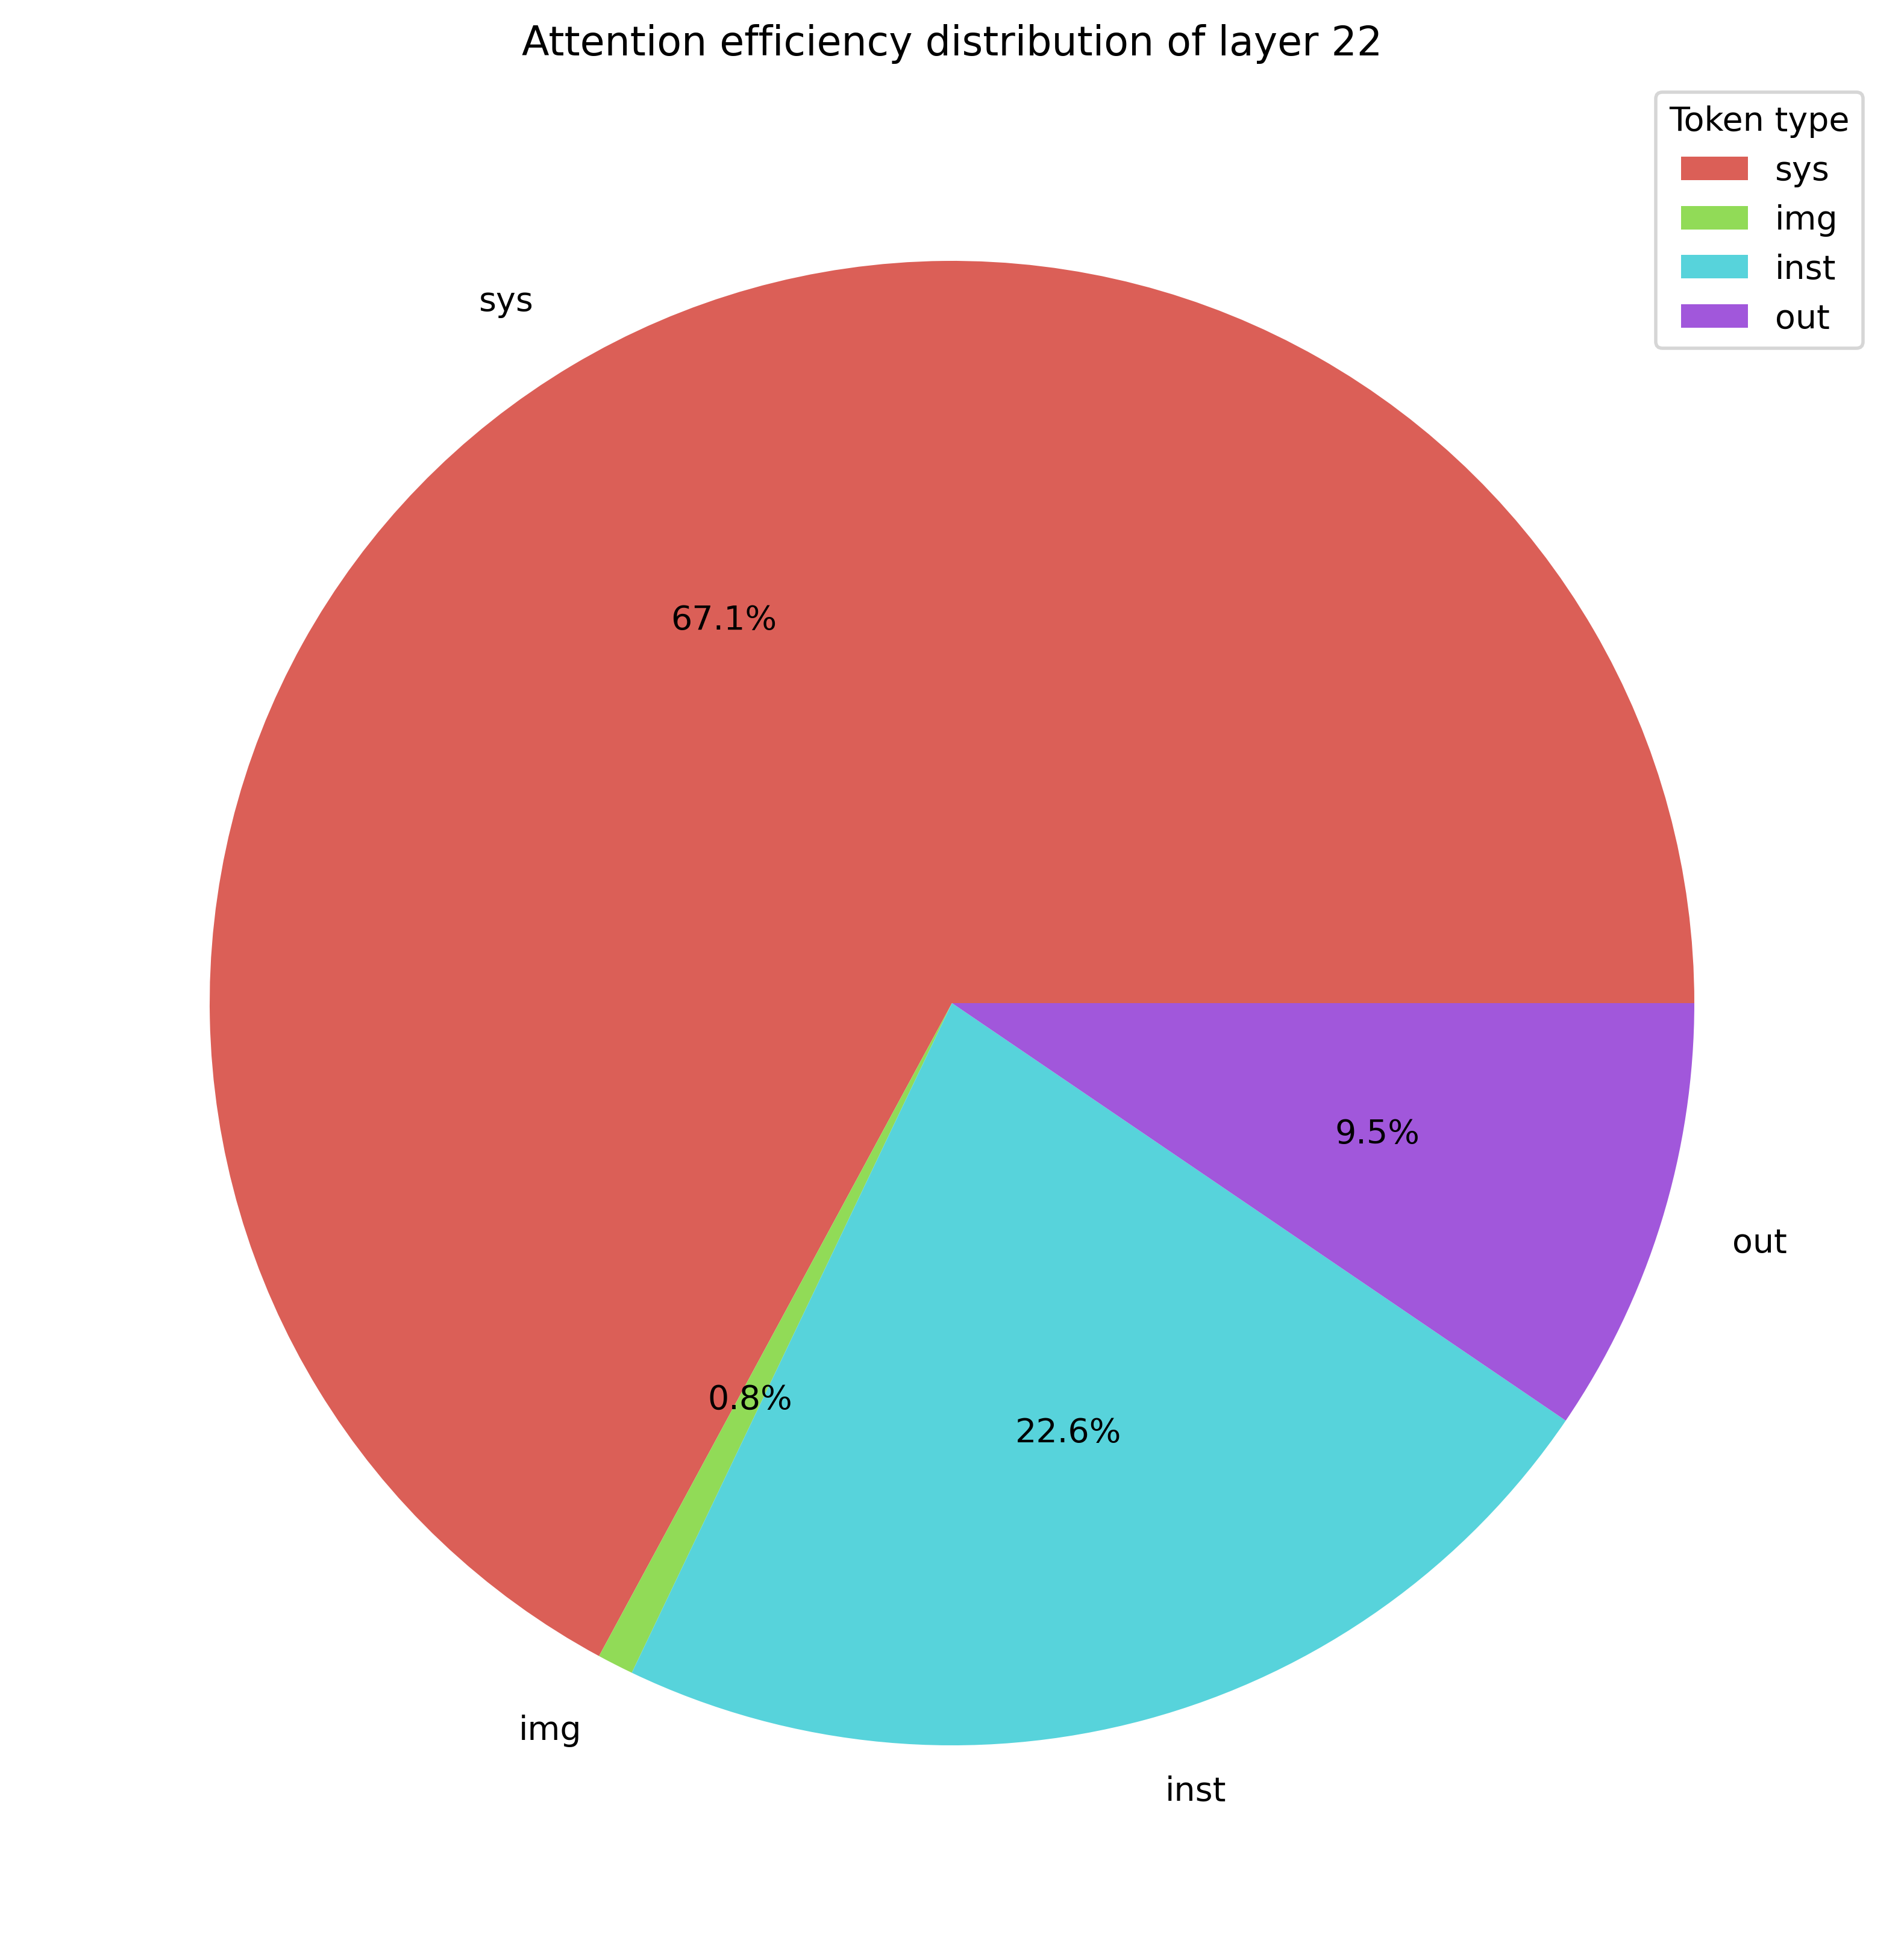 Attention efficiency distribution of layer 22
Token type
sys
img
inst
out
sys
67.1%
9.5%
out
0.8%
22.6%
img
inst